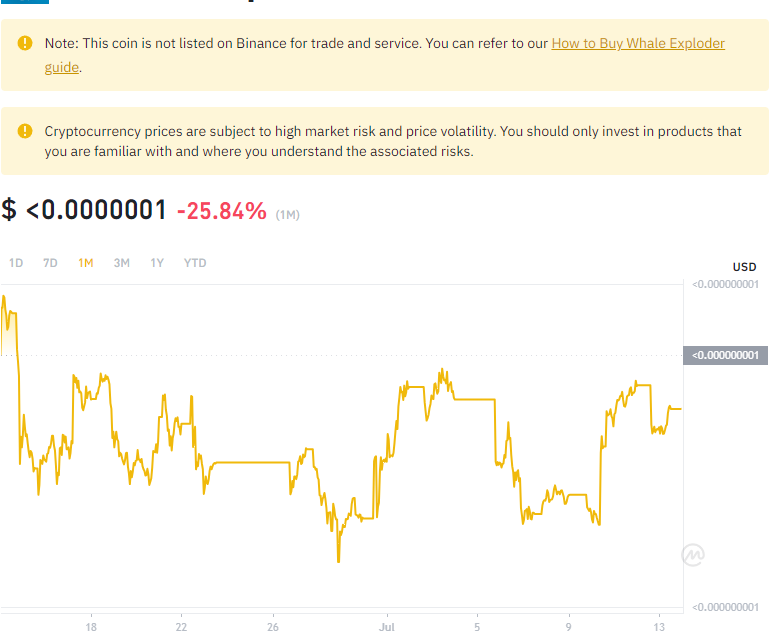 Note: This coin is not listed on Binance for trade and service. You can refer to our How to Buy Whale Exploder
guide.
Cryptocurrency prices are subject to high market risk and price volatility. You should only invest in products that
you are familiar with and where you understand the associated risks.
$ <0.0000001 -25.84% (1M)
1D 7D 1M 3M 1Y YTD
USD
<0.000000001
<0.000000001
<0.000000001
18 22 26 Jul 5 9 13